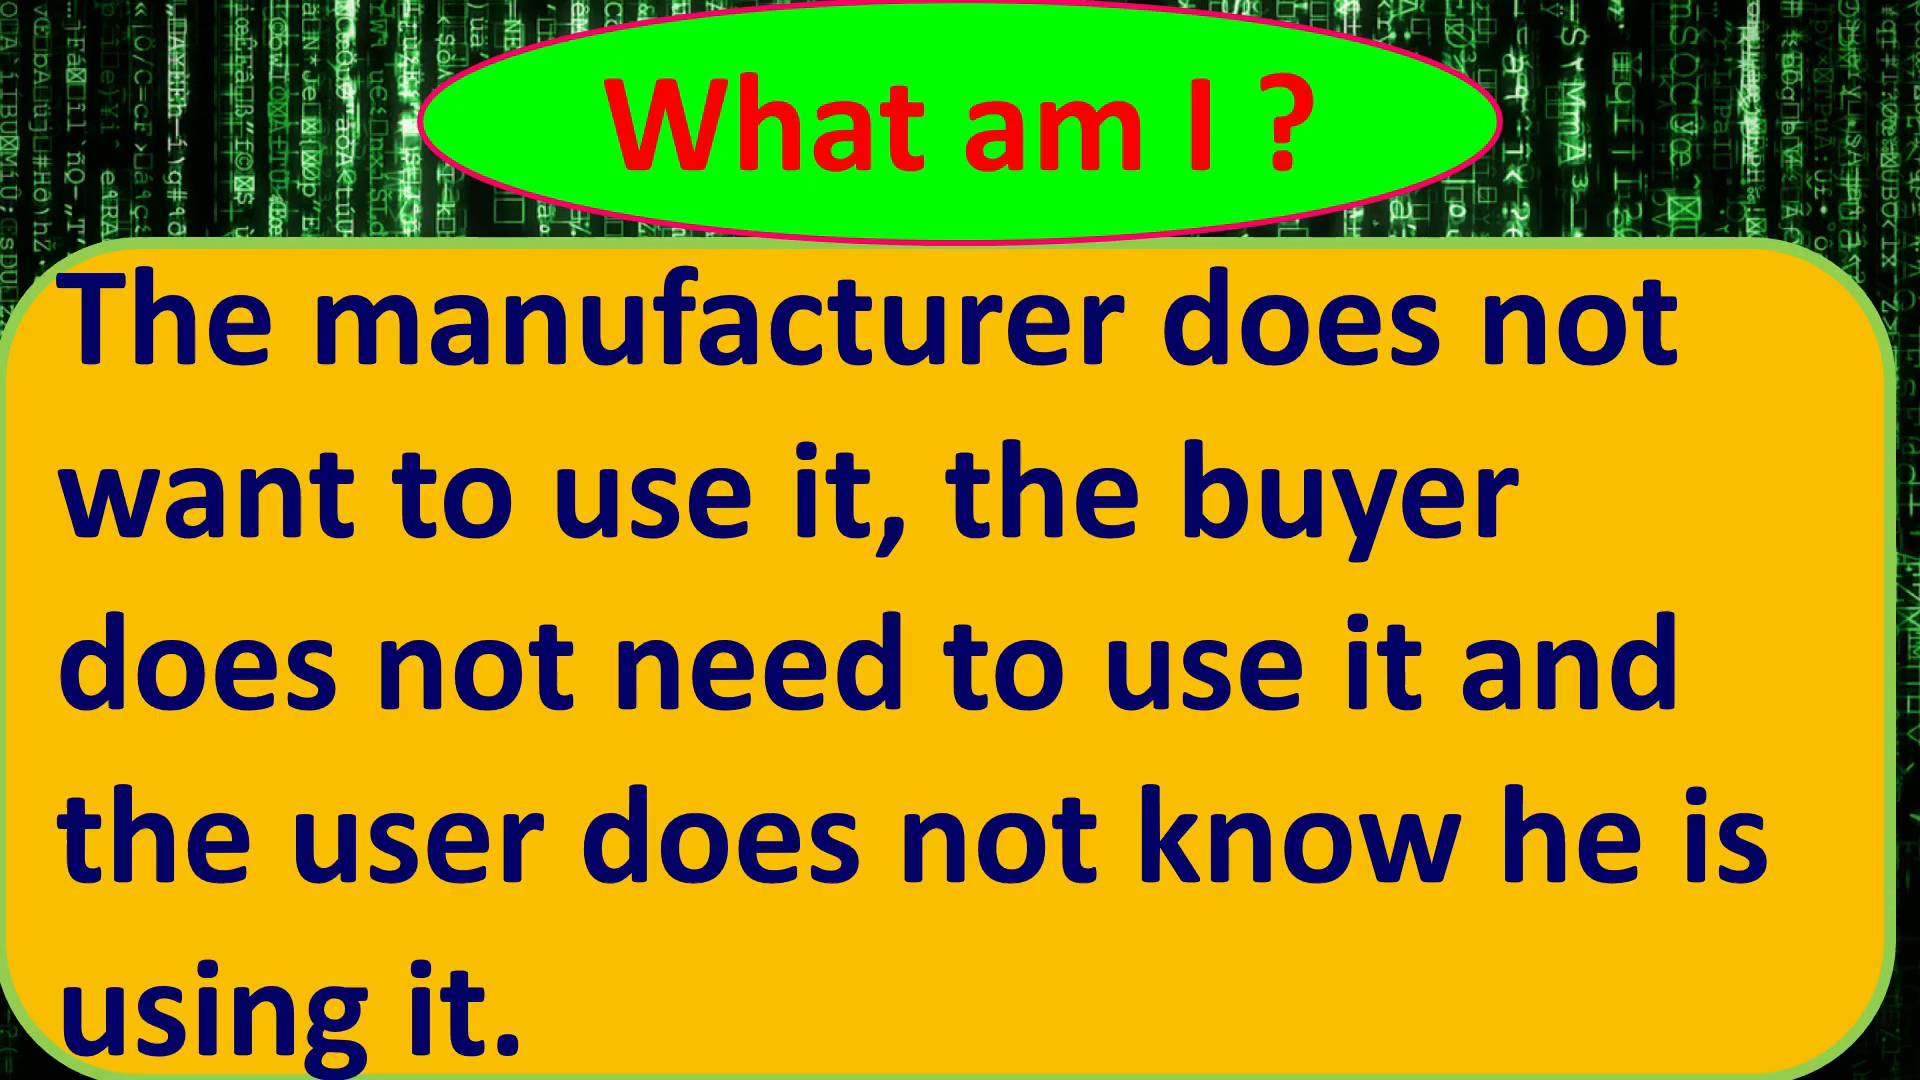 What am I ?
The manufacturer does not
want to use it, the buyer
does not need to use it and
the user does not know he is
using it.